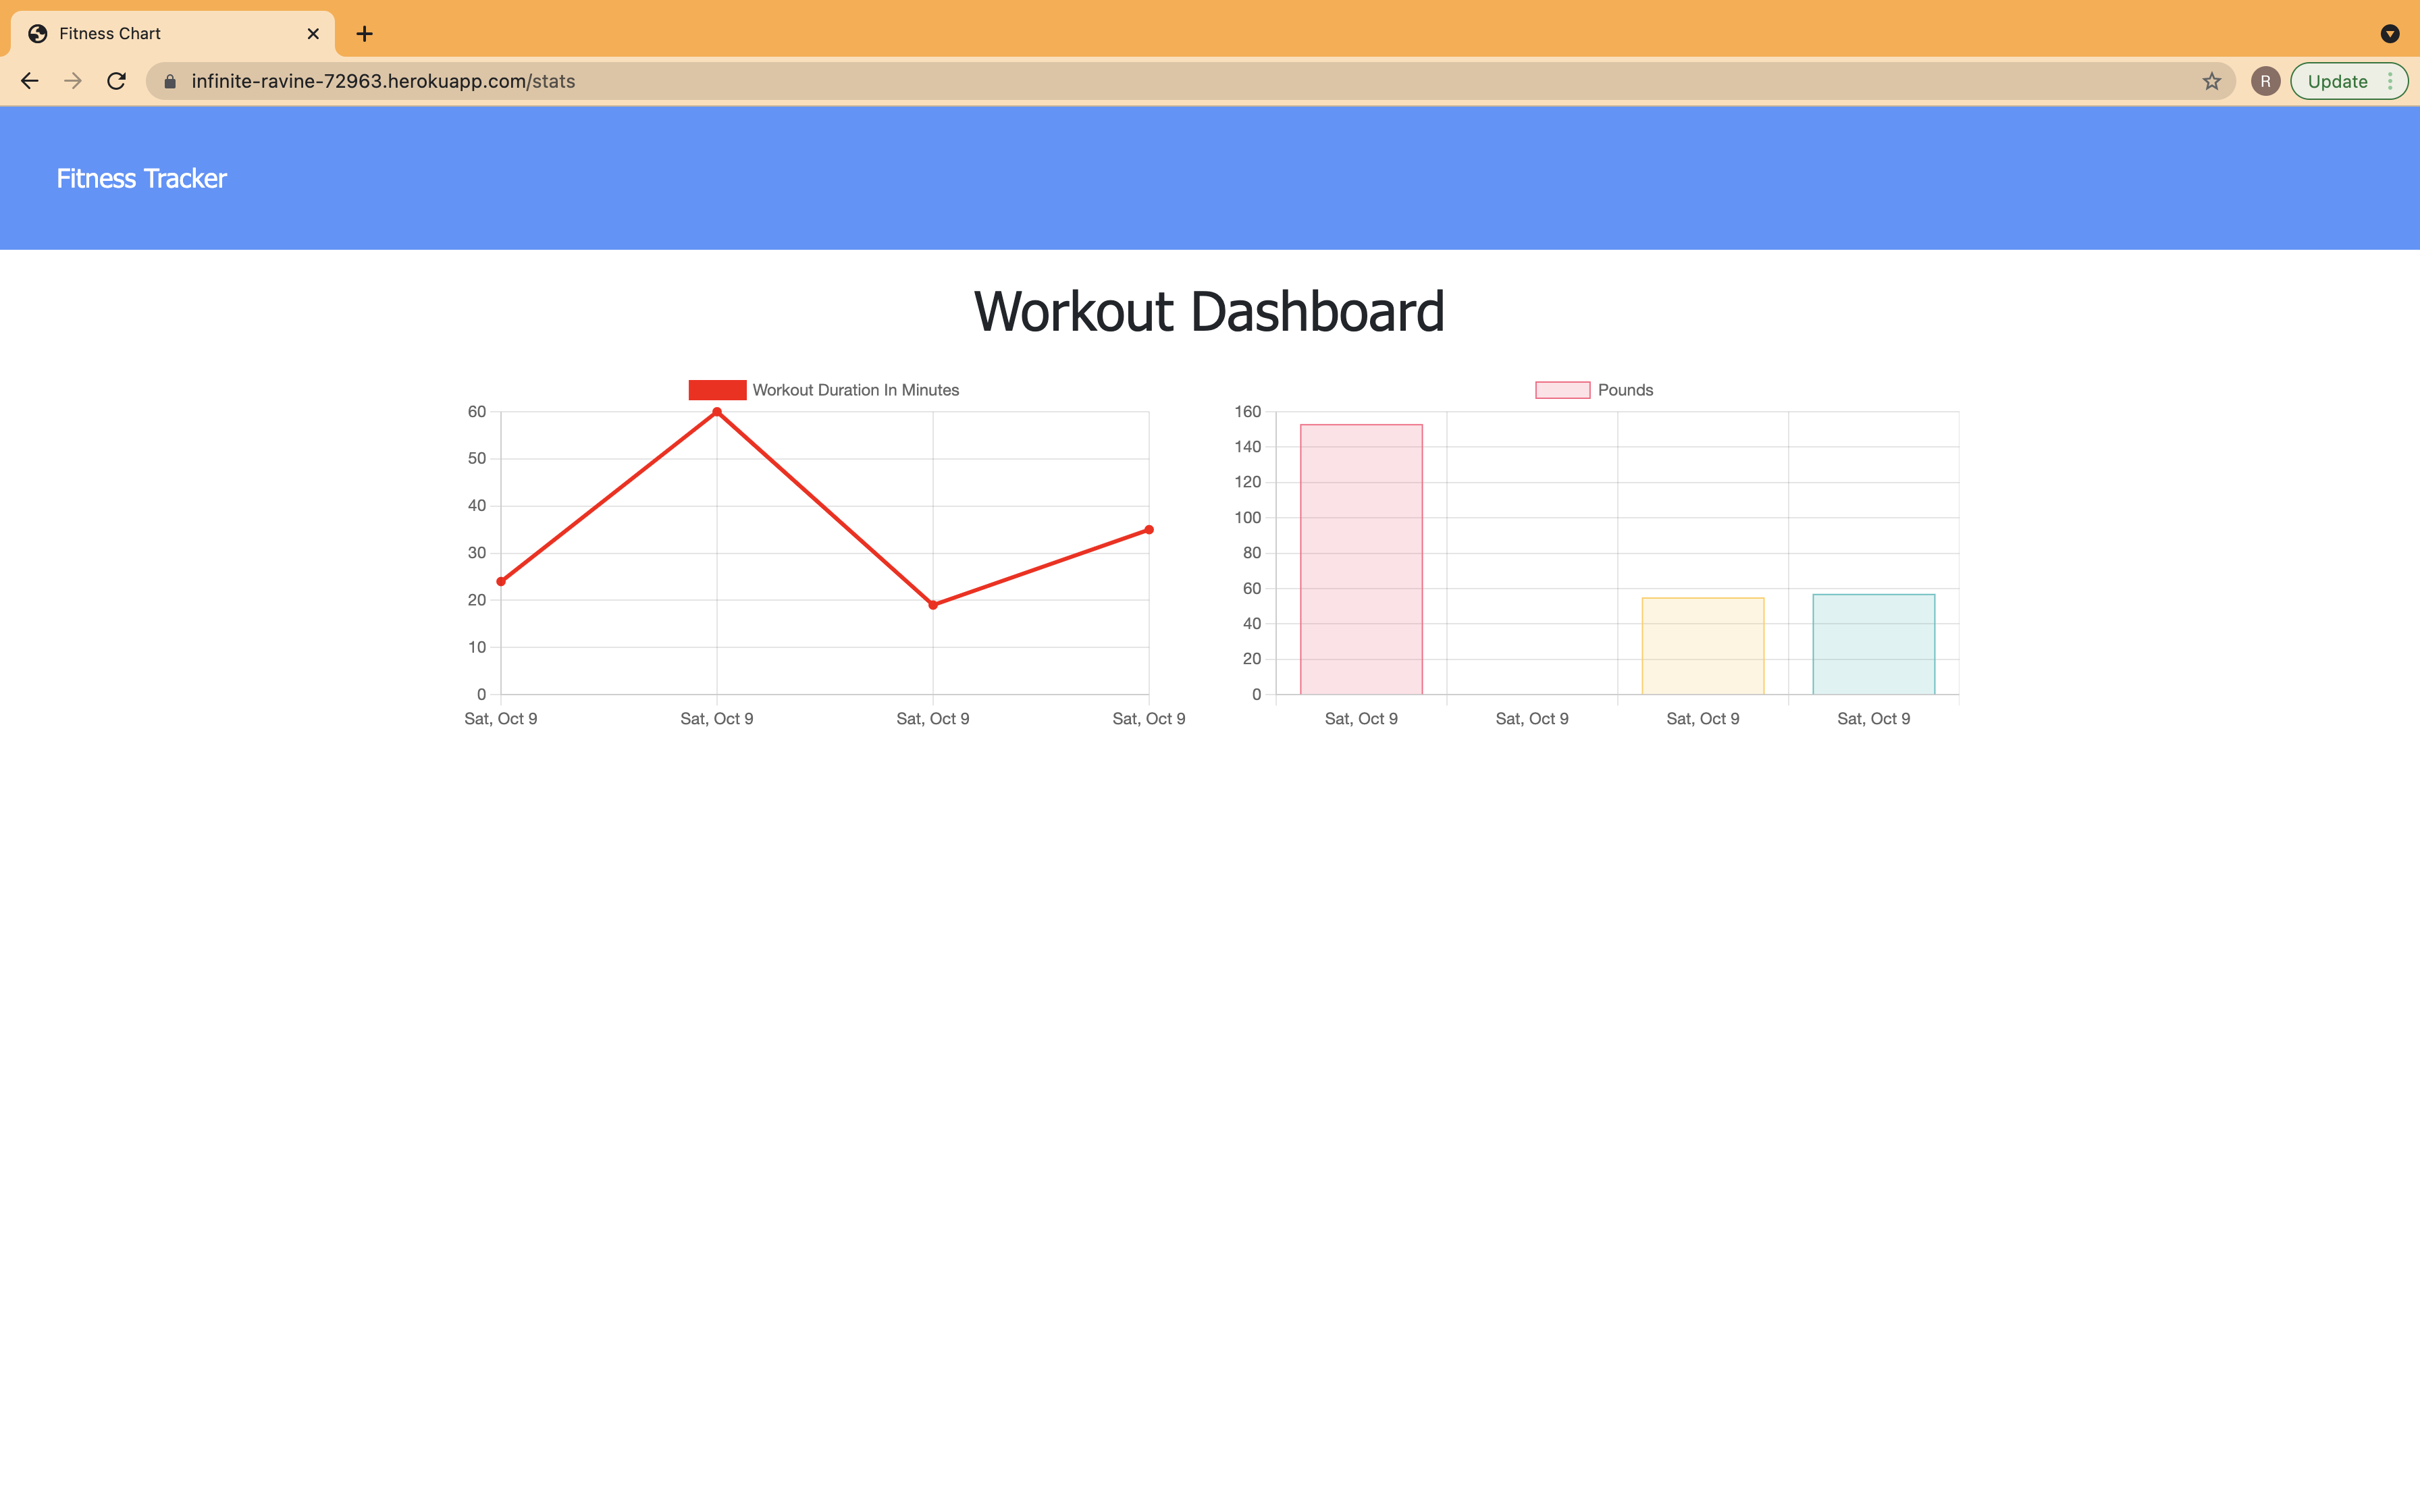 Fitness Chart
infinite-ravine-72963.herokuapp.com/stats
R
Update
Fitness Tracker
Workout Dashboard
Workout Duration In Minutes
60
50
40
30
20
10
0
Sat, Oct 9 Sat, Oct 9 Sat, Oct 9 Sat, Oct 9
Pounds
160
140
120
100
80
60
40
20
0
Sat, Oct 9 Sat, Oct 9 Sat, Oct 9 Sat, Oct 9